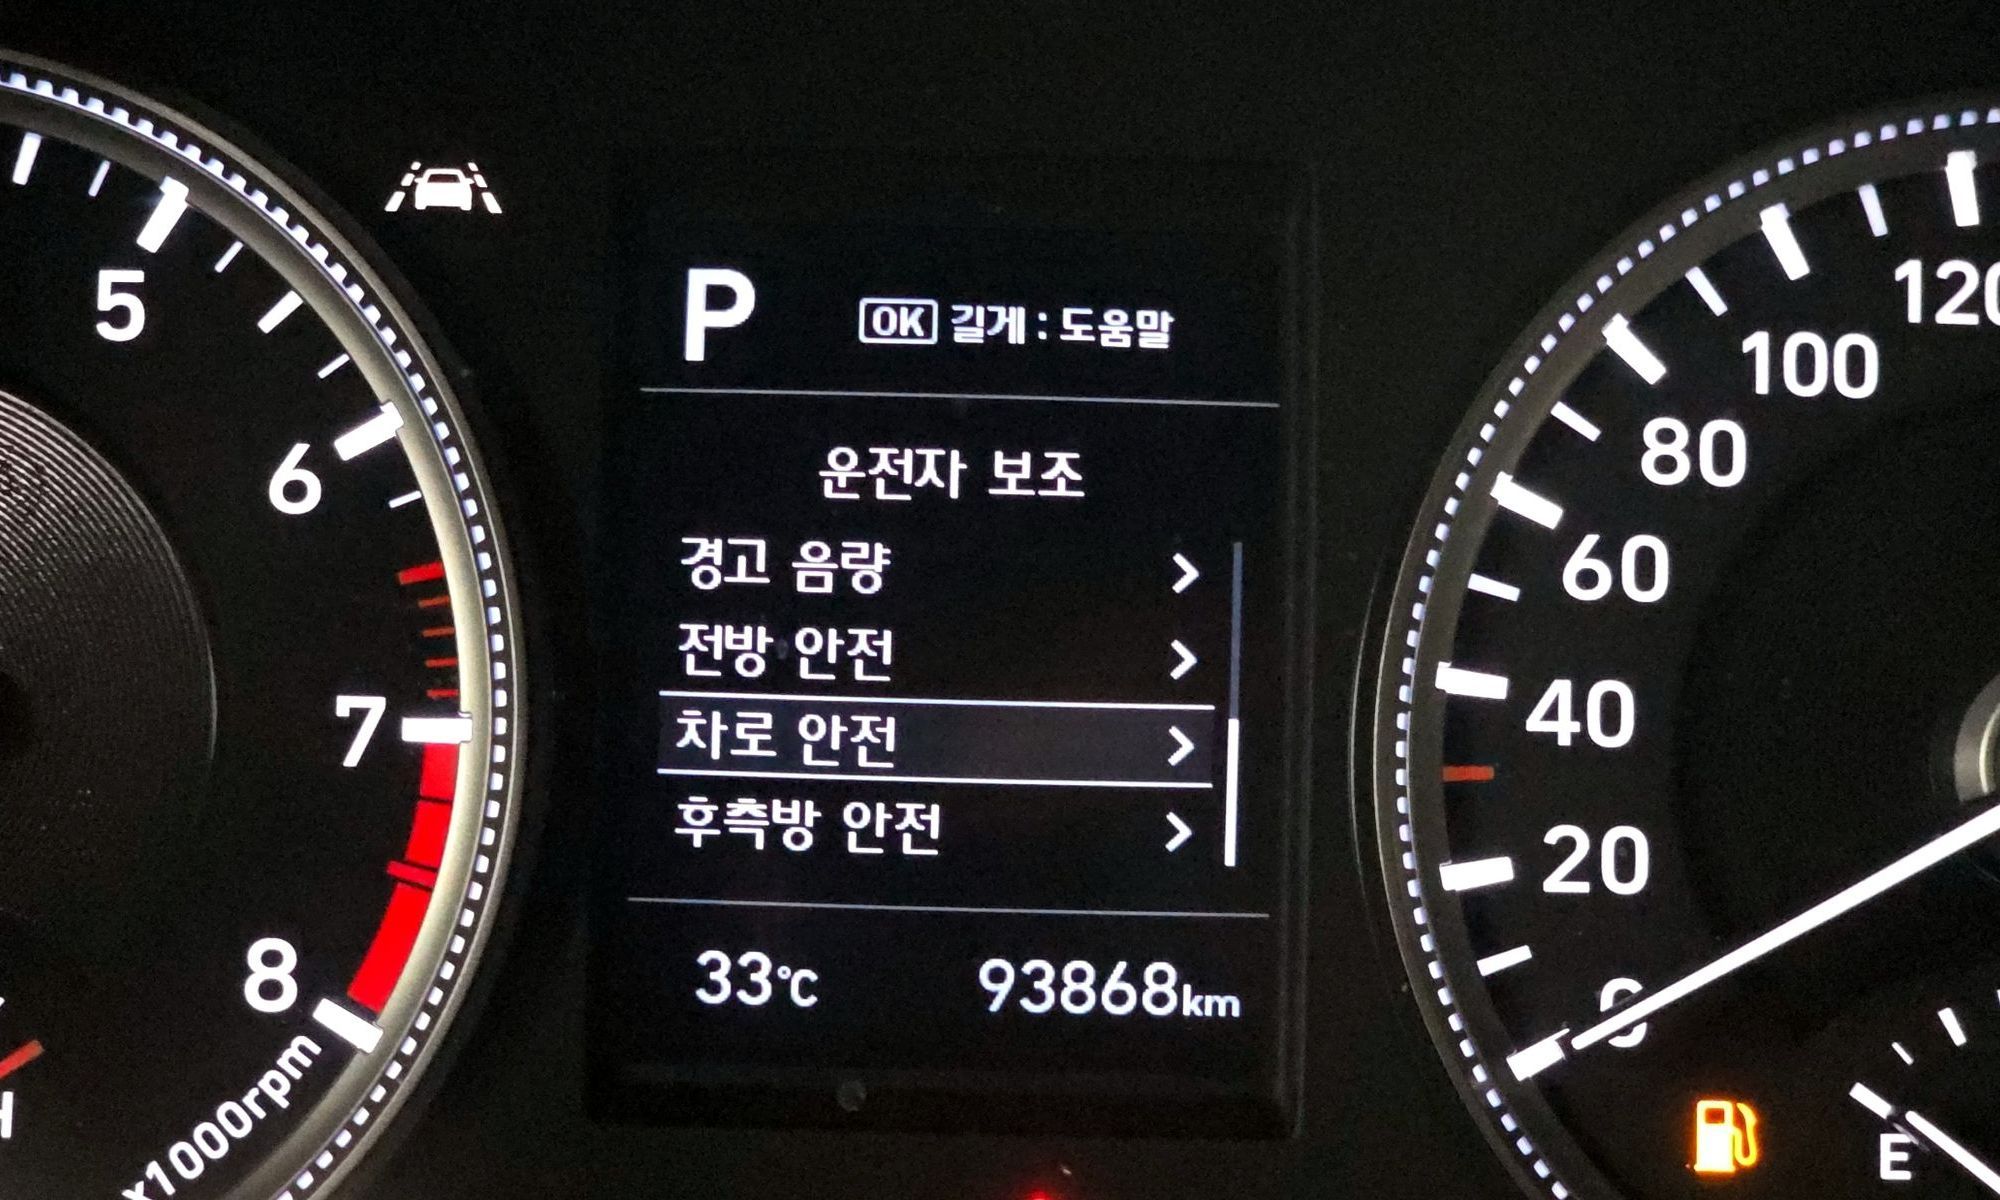 P
OK 길게 : 도움말
운전자 보조
경고 음량
전방 안전
차로 안전
후측방 안전
33°C
93868km
5
6
7
8
x1000rpm
H
120
100
80
60
40
20
0
E